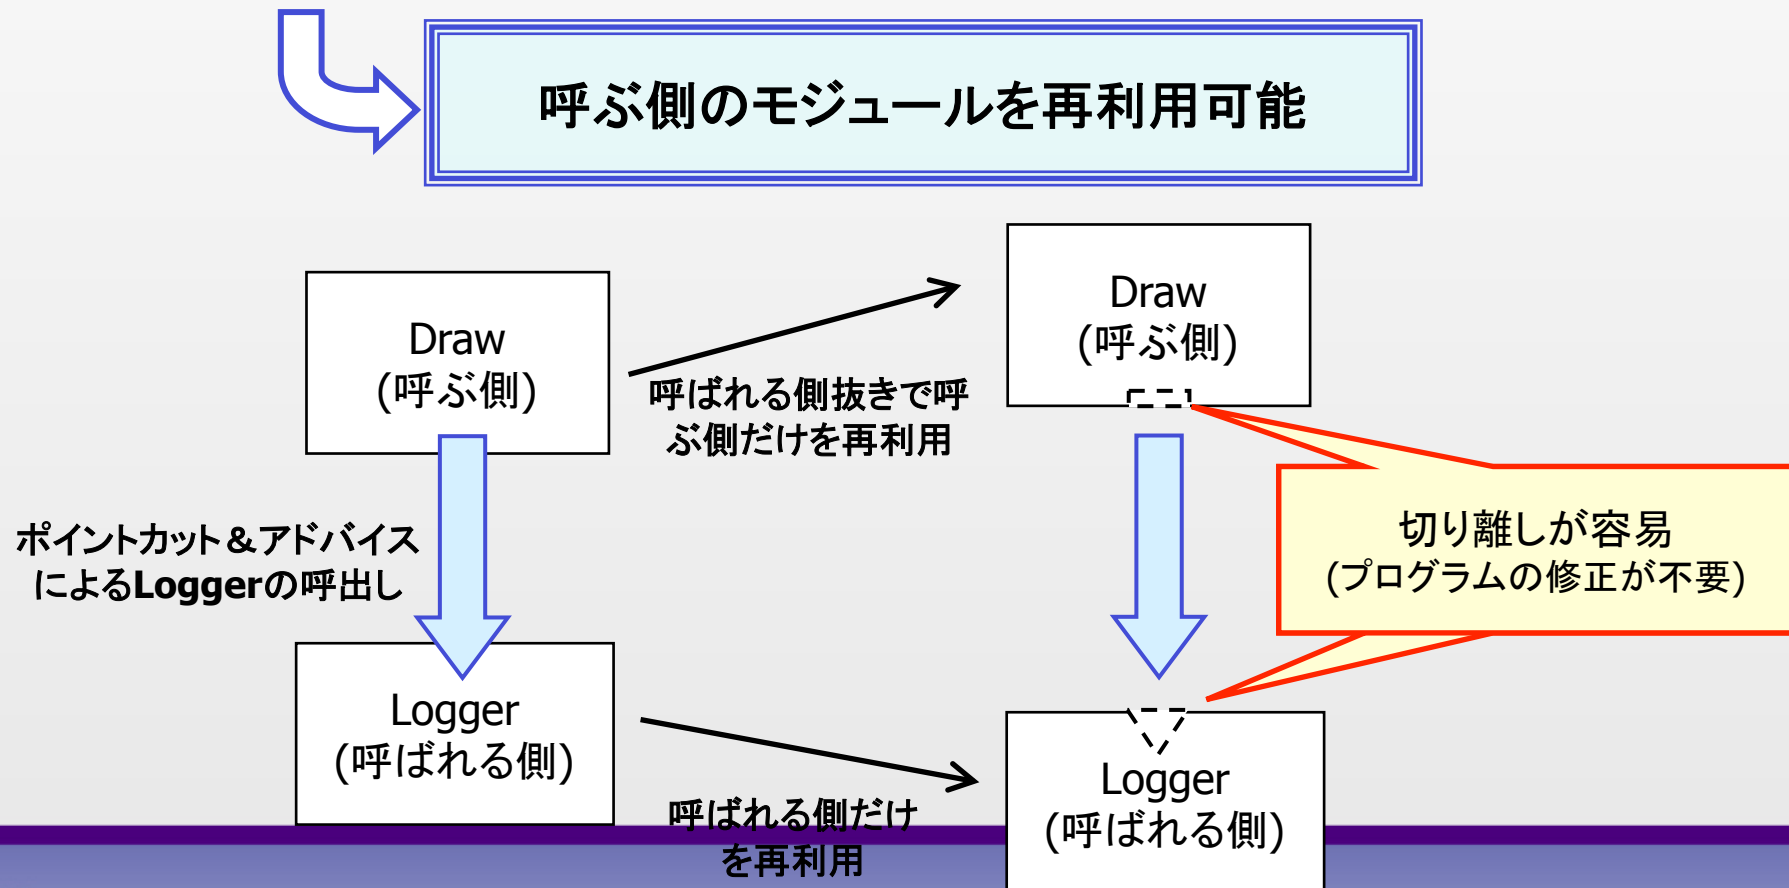 呼ぶ側のモジュールを再利用可能
Draw
(呼ぶ側)
呼ばれる側抜きで呼
ぶ側だけを再利用
Draw
(呼ぶ側)
ポイントカット＆アドバイス
によるLoggerの呼出し
切り離しが容易
(プログラムの修正が不要)
Logger
(呼ばれる側)
呼ばれる側だけ
を再利用
Logger
(呼ばれる側)